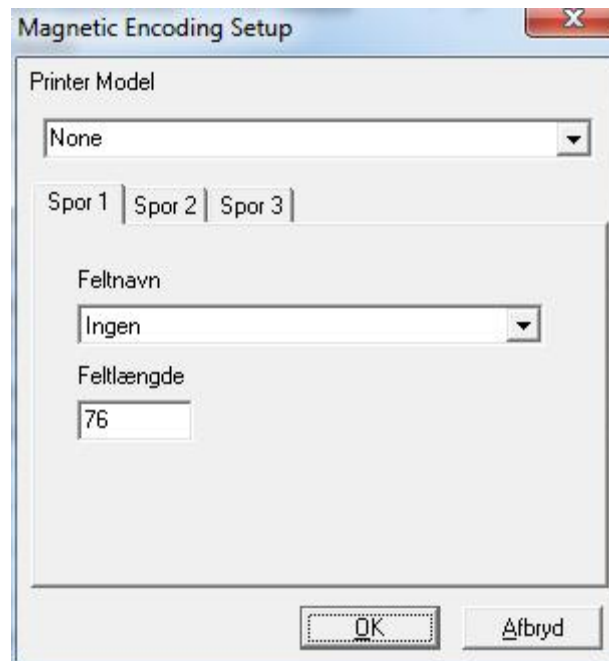 Magnetic Encoding Setup
Printer Model
None
Spor 1 Spor 2 Spor 3
Feltnavn
Ingen
Feltlængde
76
OK Afbryd